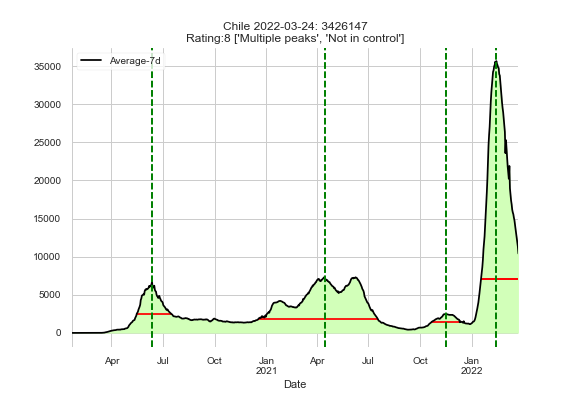 Chile 2022-03-24: 3426147
Rating:8 ['Multiple peaks', 'Not in control']
Average-7d
35000
30000
25000
20000
15000
10000
5000
0
Apr Jul Oct Jan Apr Jul Oct Jan
2021 2022
Date